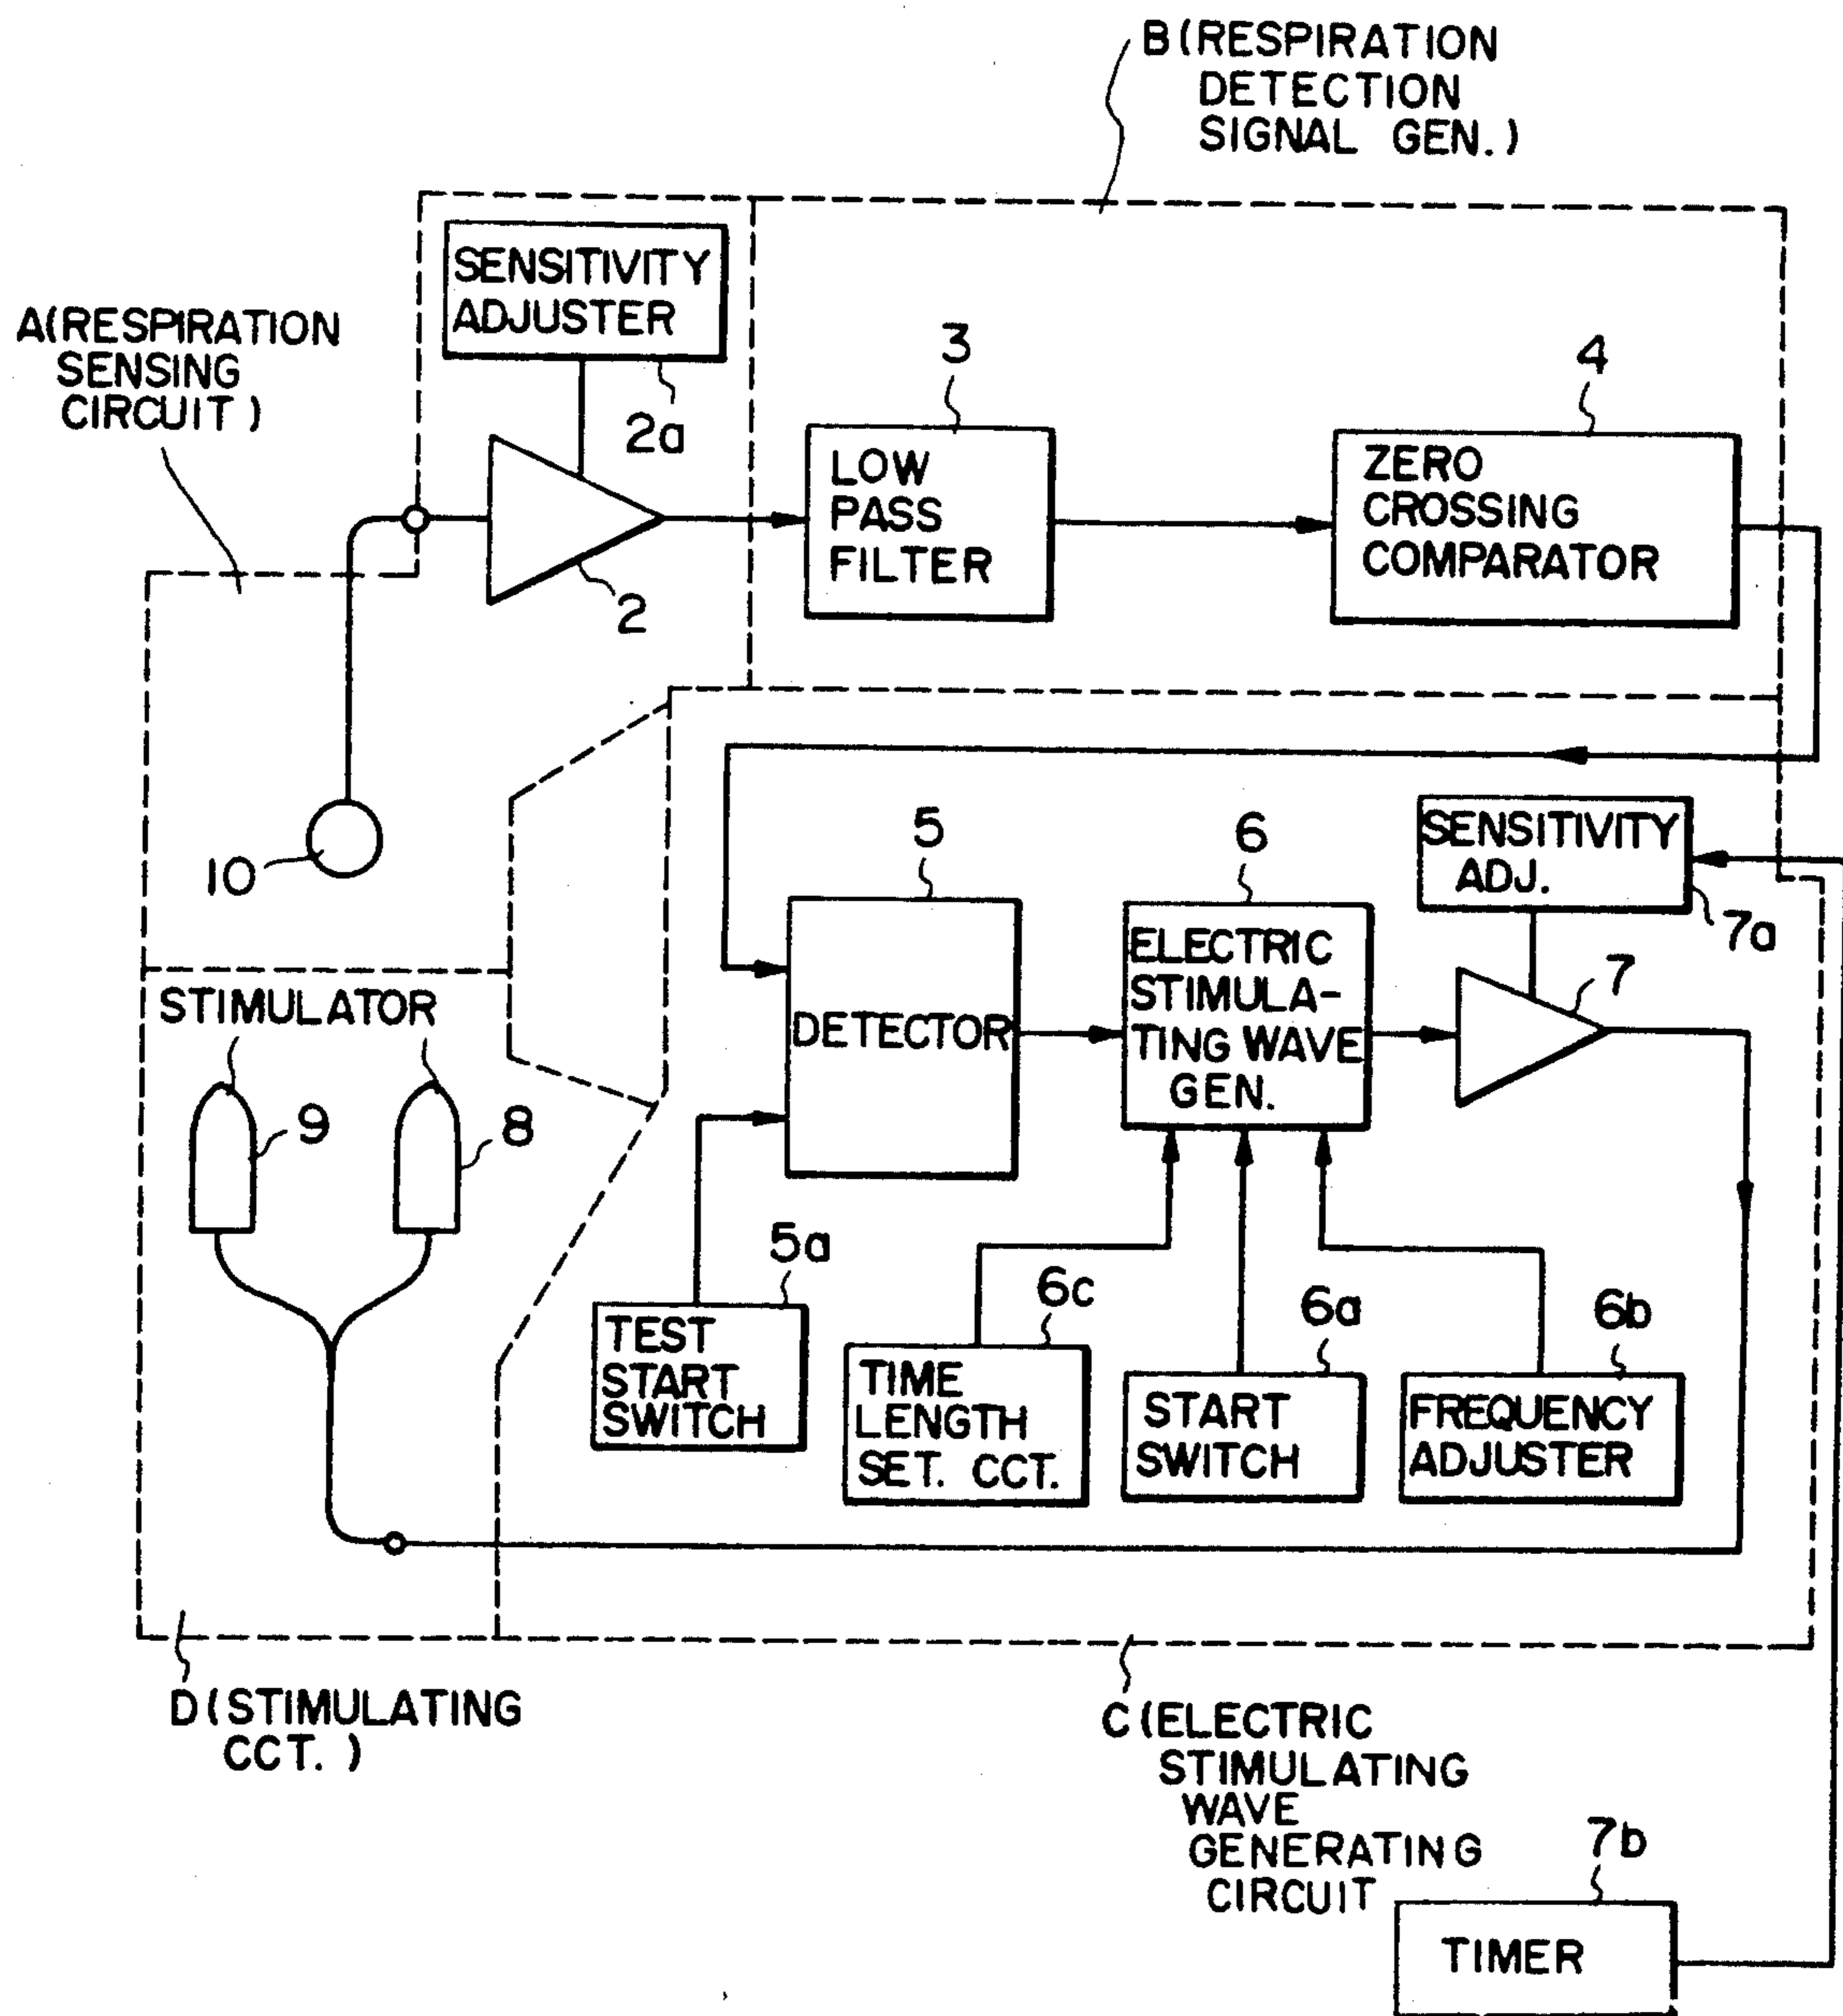 B(RESPIRATION
DETECTION
SIGNAL GEN.)
SENSITIVITY
ADJUSTER
2a
A(RESPIRATION
SENSING
CIRCUIT)
3
4
LOW
PASS
FILTER
ZERO
CROSSING
COMPARATOR
2
10
5
6
SENSITIVITY
ADJ.
7a
7
STIMULATOR
DETECTOR
ELECTRIC
STIMULA-
TING WAVE
GEN.
9
8
5a
6c
6a
6b
TEST
START
SWITCH
TIME
LENGTH
SET. CCT.
START
SWITCH
FREQUENCY
ADJUSTER
D(STIMULATING
CCT.)
C(ELECTRIC
STIMULATING
WAVE
GENERATING
CIRCUIT
7b
TIMER